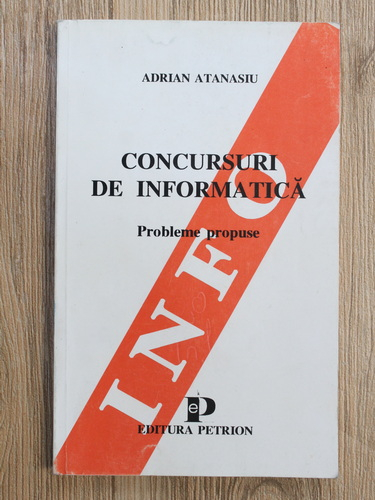 ADRIAN ATANASIU
CONCURSURI
DE INFORMATICĂ
Probleme propuse
INFO
eP
EDITURA PETRION